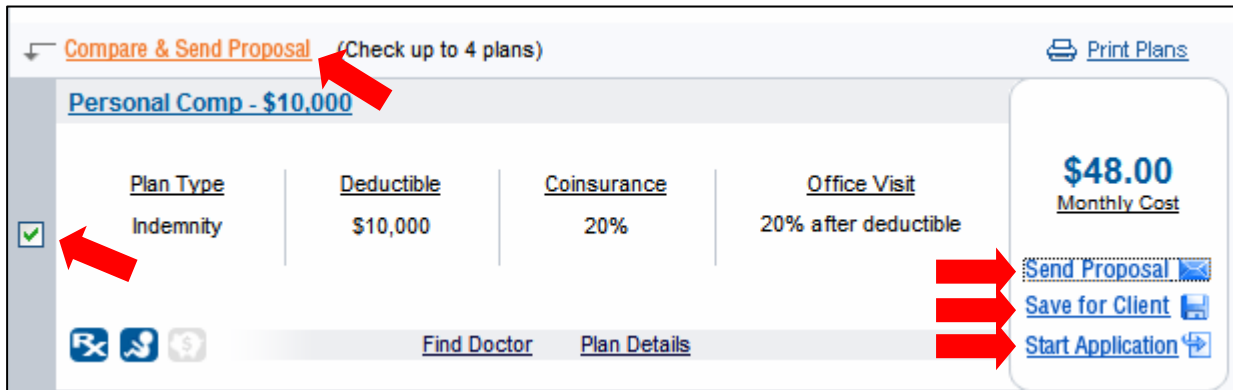 Compare & Send Proposal (Check up to 4 plans) Print Plans
Personal Comp - $10,000
Plan Type Deductible Coinsurance Office Visit
Indemnity $10,000 20% 20% after deductible
$48.00
Monthly Cost
Send Proposal
Save for Client
Start Application
Rx $
Find Doctor Plan Details